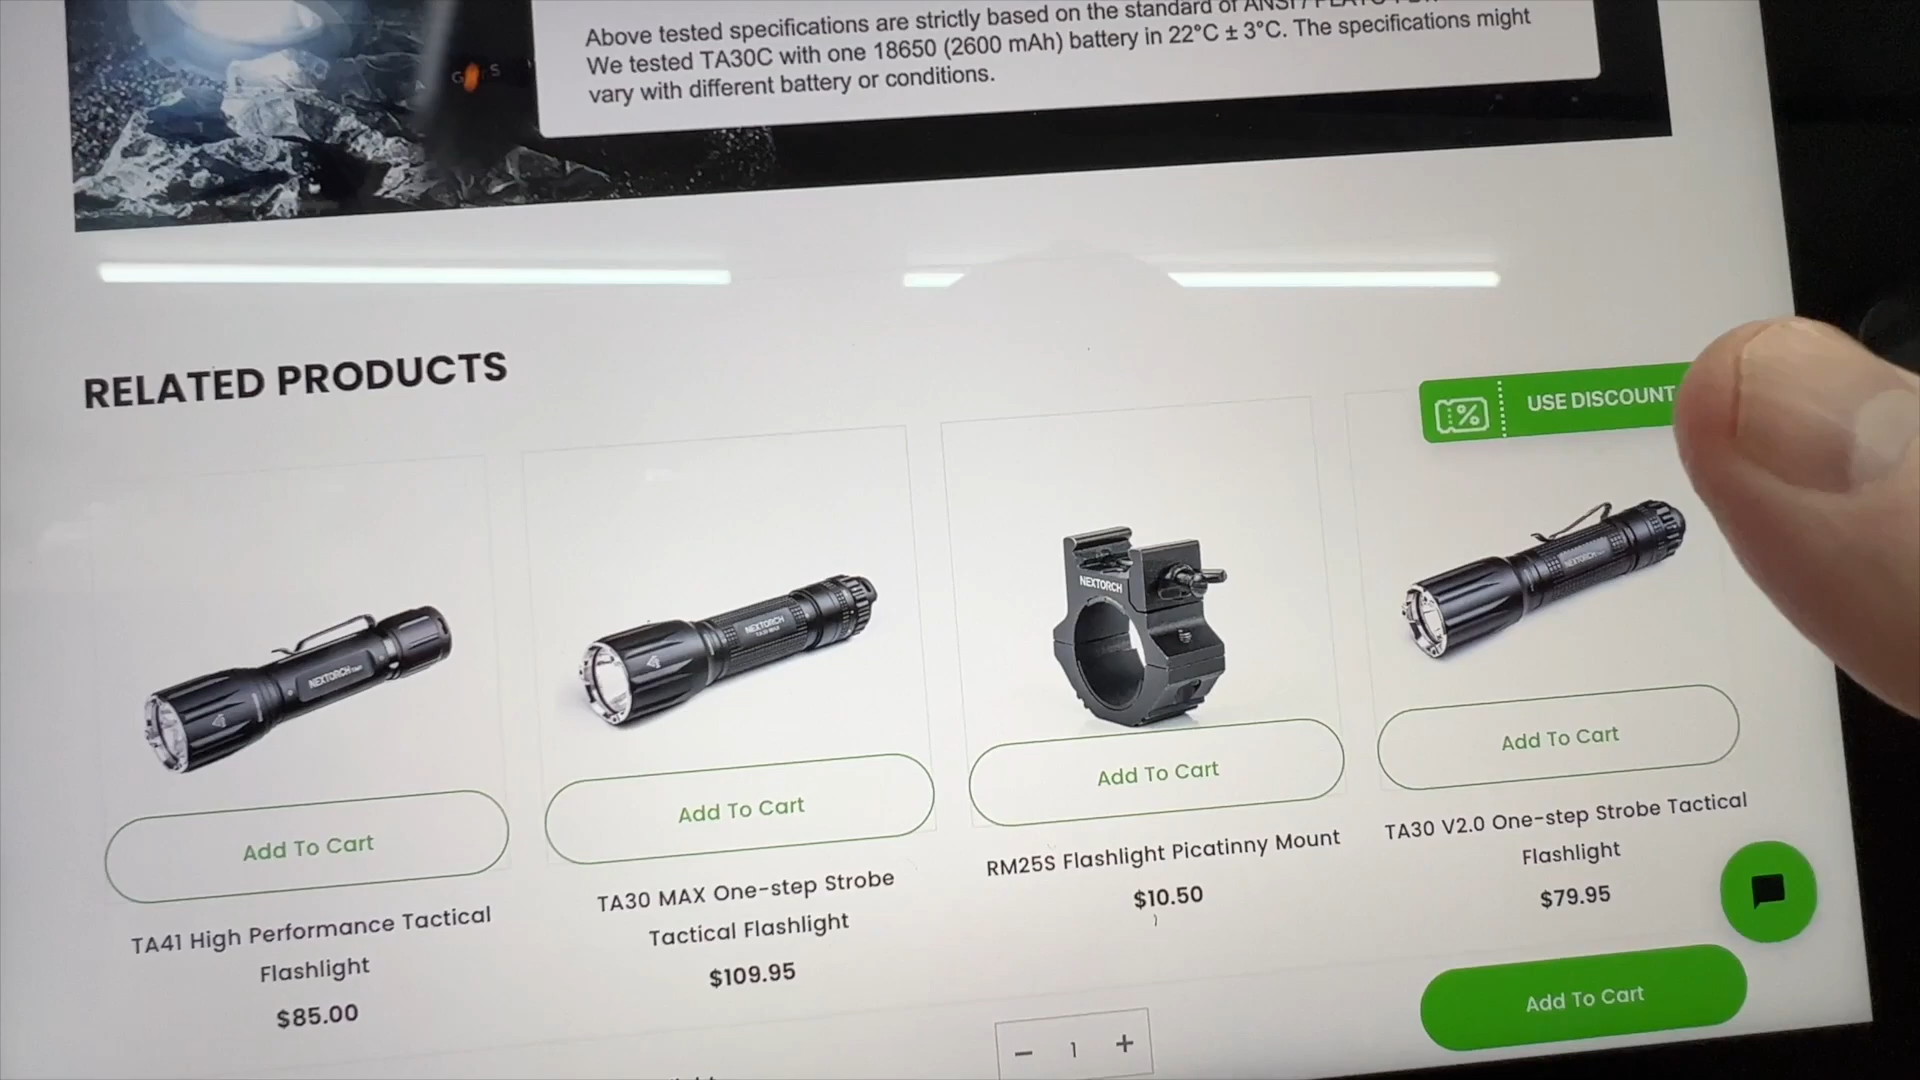 Above tested specifications are strictly based on the standard of ANSI /
We tested TA30C with one 18650 (2600 mAh) battery in 22°C ± 3°C. The specifications might
vary with different battery or conditions.
RELATED PRODUCTS
USE DISCOUNT
%
NEXTORCH
NEXTORCH
NEXTORCH
NEXTORCH
Add To Cart
Add To Cart
Add To Cart
Add To Cart
TA41 High Performance Tactical
Flashlight
$85.00
TA30 MAX One-step Strobe
Tactical Flashlight
$109.95
RM25S Flashlight Picatinny Mount
$10.50
TA30 V2.0 One-step Strobe Tactical
Flashlight
$79.95
− 1 +
Add To Cart